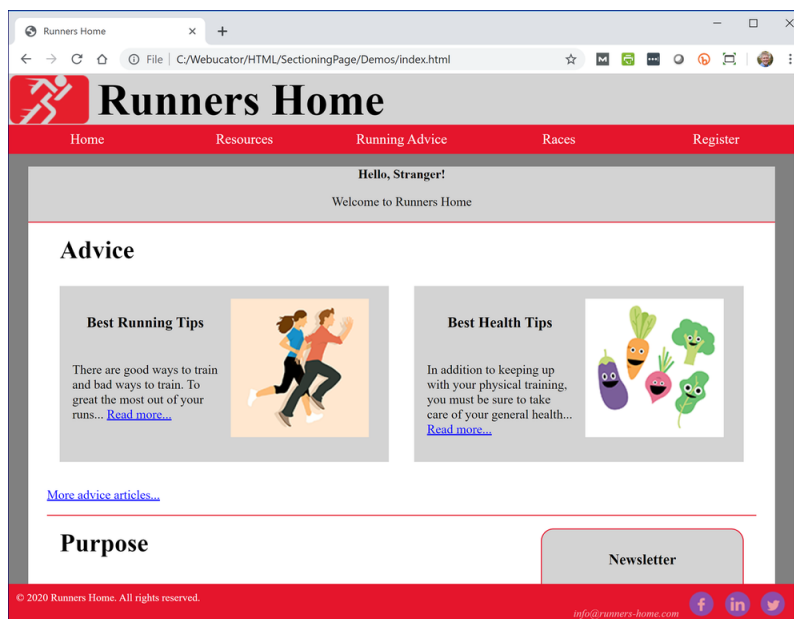 Runners Home
File | C:/Webucator/HTML/SectioningPage/Demos/index.html
Runners Home
Home Resources Running Advice Races Register
Hello, Stranger!
Welcome to Runners Home
Advice
Best Running Tips
There are good ways to train
and bad ways to train. To
great the most out of your
runs... Read more...
Best Health Tips
In addition to keeping up
with your physical training,
you must be sure to take
care of your general health...
Read more...
More advice articles...
Purpose
Newsletter
© 2020 Runners Home. All rights reserved.
info@runners-home.com